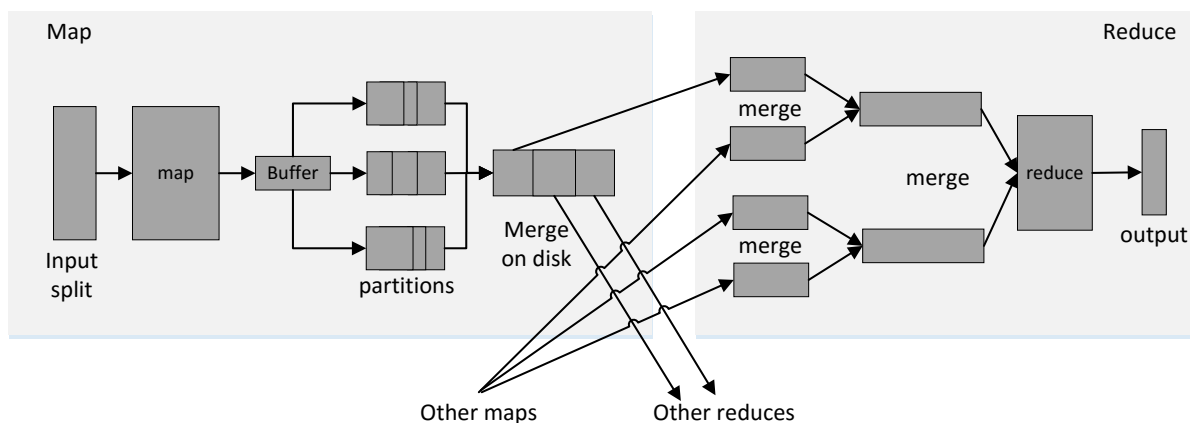 Map
Reduce
merge
map
Buffer
merge
reduce
Input
split
partitions
Merge
on disk
merge
output
Other maps
Other reduces